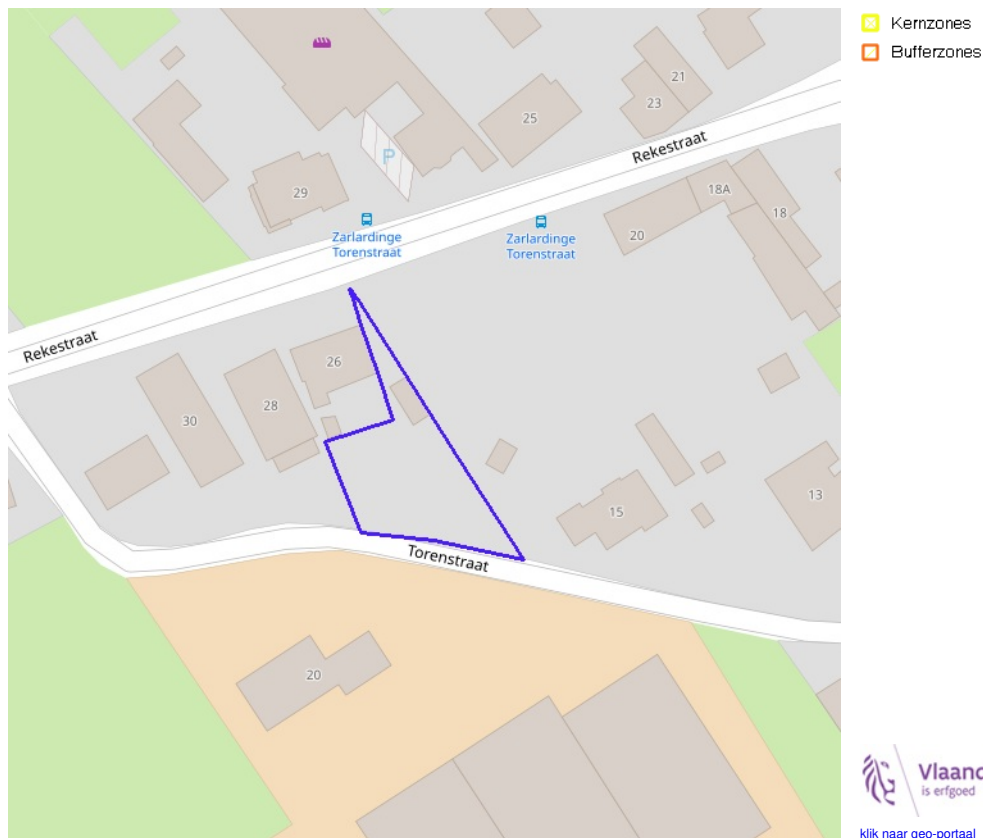 Kernzones
Bufferzones
21
23
25
Rekestraat
P
29
18A
18
20
Zarlardinge
Torenstraat
Zarlardinge
Torenstraat
Rekestraat
26
28
30
15
13
Torenstraat
20
Vlaand
is erfgoed
klik naar geo-portaal